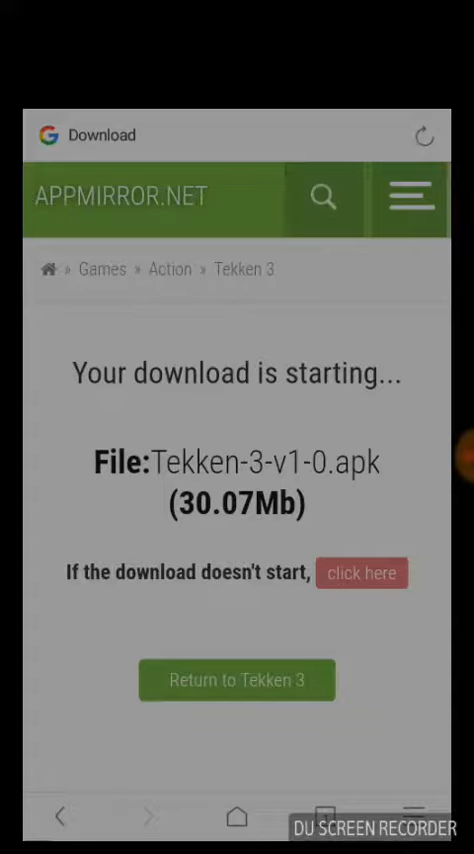 Download
APPMIRROR.NET
» Games » Action » Tekken 3
Your download is starting...
File:Tekken-3-v1-0.apk
(30.07Mb)
If the download doesn't start, click here
Return to Tekken 3
1
DU SCREEN RECORDER